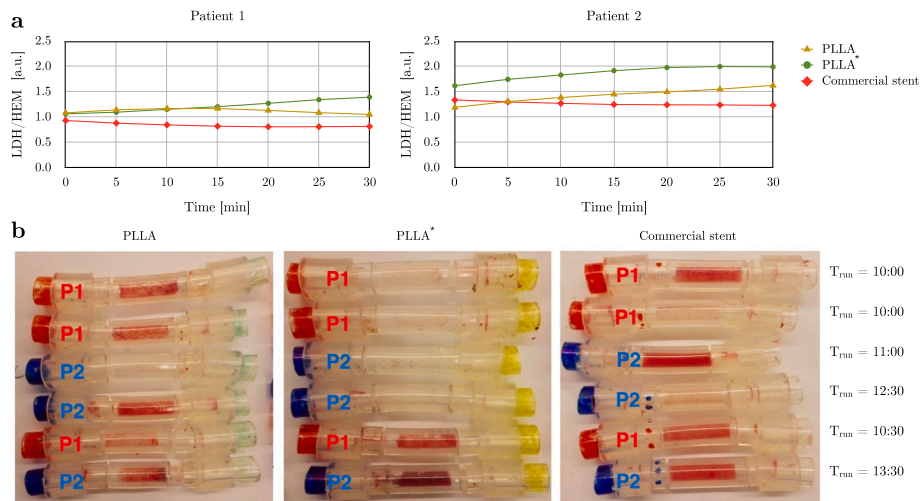 a
Patient 1
Patient 2
2.5
2.0
1.5
1.0
0.5
0.0
LDH/HEM [a.u.]
0 5 10 15 20 25 30
Time [min]
2.5
2.0
1.5
1.0
0.5
0.0
LDH/HEM [a.u.]
0 5 10 15 20 25 30
Time [min]
PLLA
PLLA*
Commercial stent
b
PLLA
PLLA*
Commercial stent
P1
P1
P2
P2
P1
P2
P1
P1
P2
P2
P1
P2
P1
P1
P2
P2
P1
P2
Trun = 10:00
Trun = 10:00
Trun = 11:00
Trun = 12:30
Trun = 10:30
Trun = 13:30